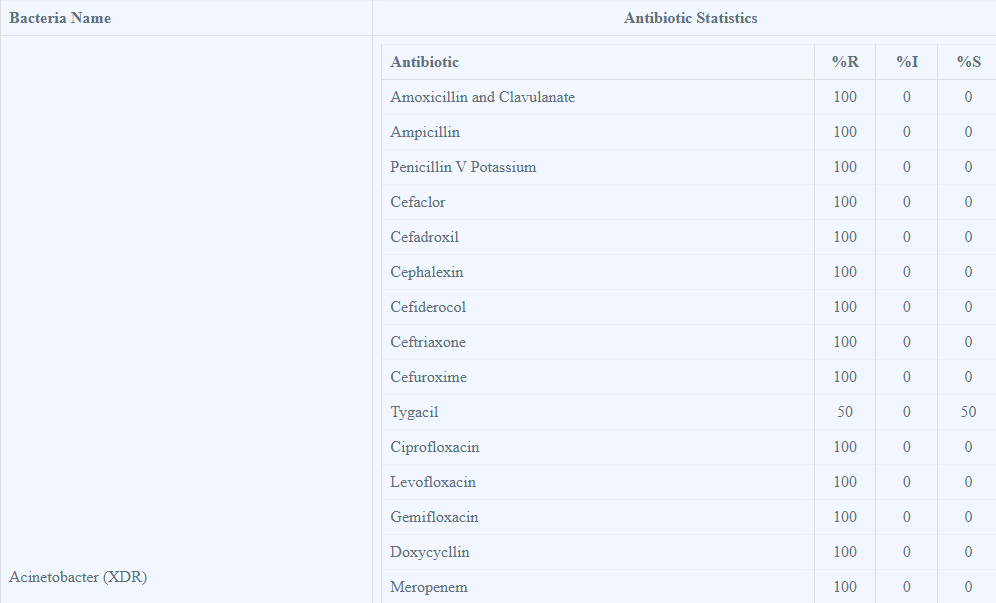 Bacteria Name Antibiotic Statistics
Antibiotic %R %I %S
Amoxicillin and Clavulanate 100 0 0
Ampicillin 100 0 0
Penicillin V Potassium 100 0 0
Cefaclor 100 0 0
Cefadroxil 100 0 0
Cephalexin 100 0 0
Cefiderocol 100 0 0
Ceftriaxone 100 0 0
Cefuroxime 100 0 0
Tygacil 50 0 50
Ciprofloxacin 100 0 0
Levofloxacin 100 0 0
Gemifloxacin 100 0 0
Doxycycllin 100 0 0
Acinetobacter (XDR)
Meropenem 100 0 0